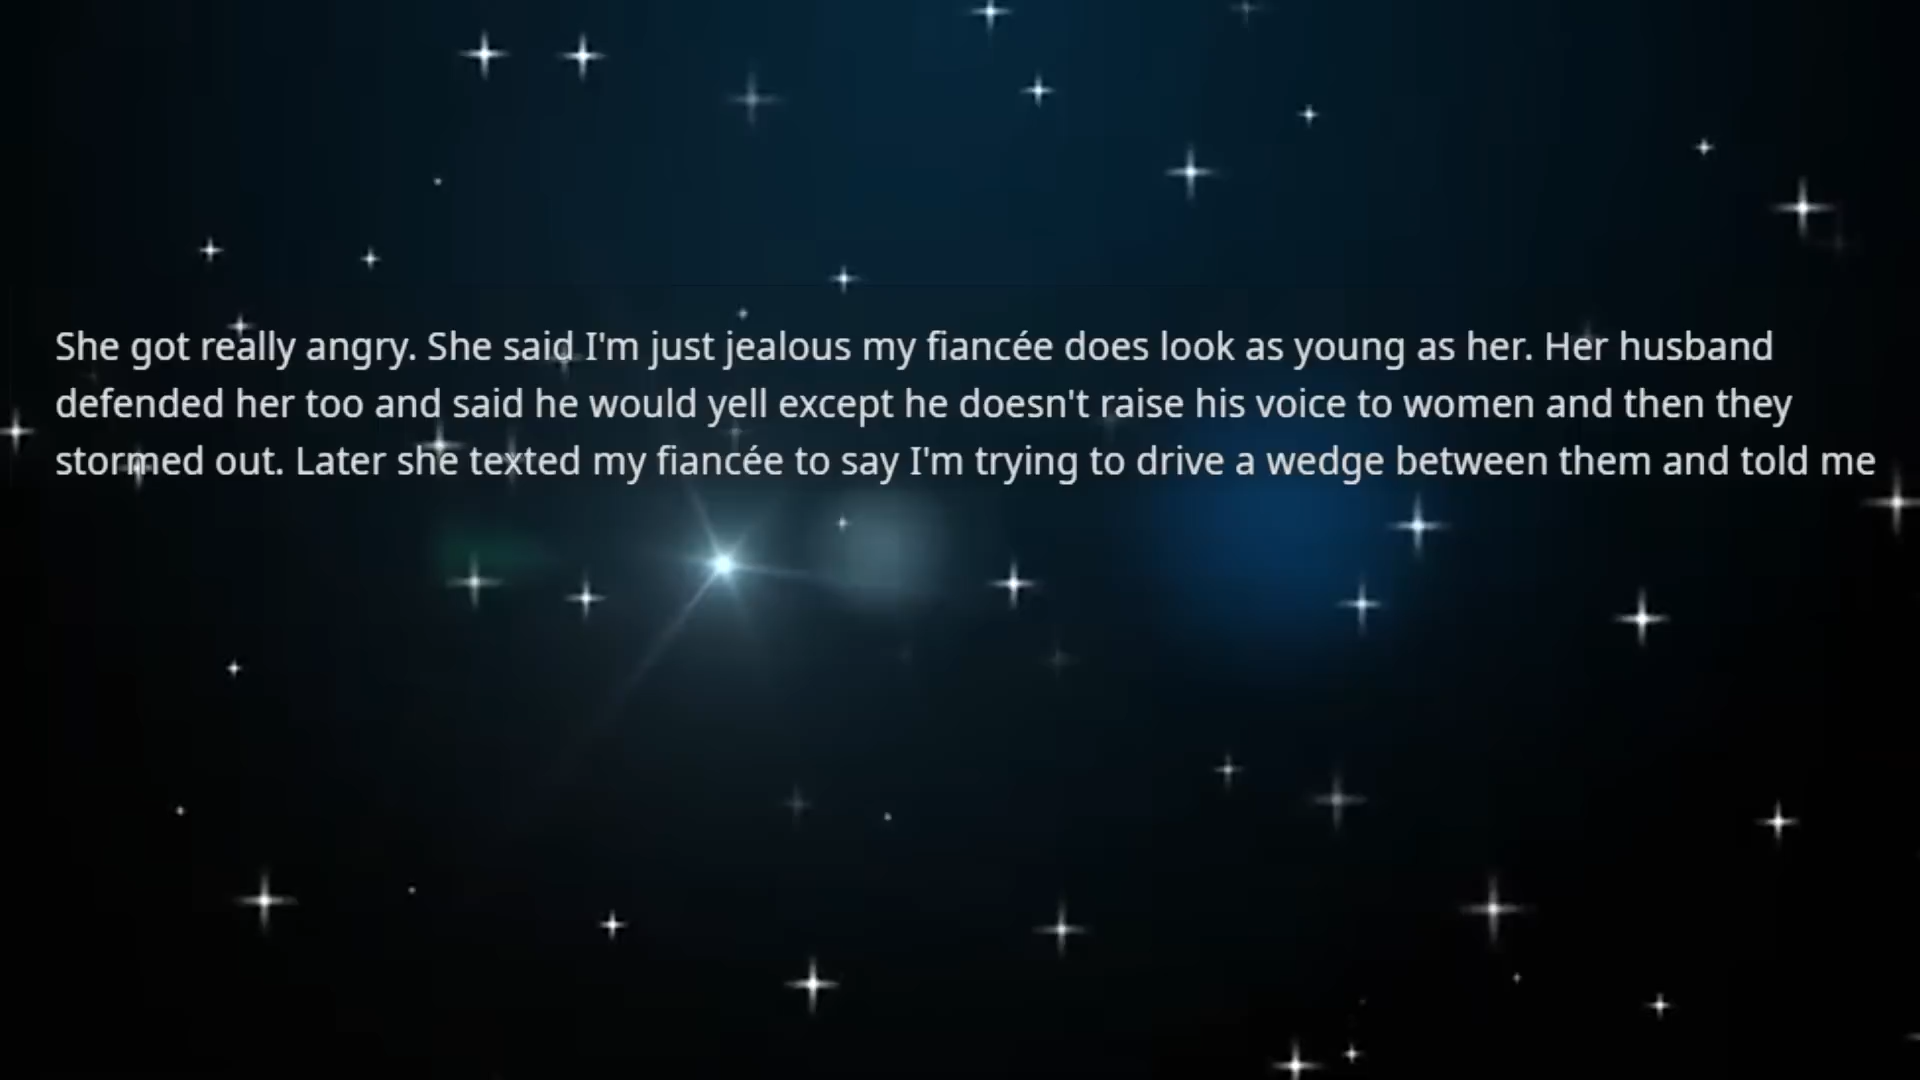 She got really angry. She said I'm just jealous my fiancée does look as young as her. Her husband
defended her too and said he would yell except he doesn't raise his voice to women and then they
stormed out. Later she texted my fiancée to say I'm trying to drive a wedge between them and told me